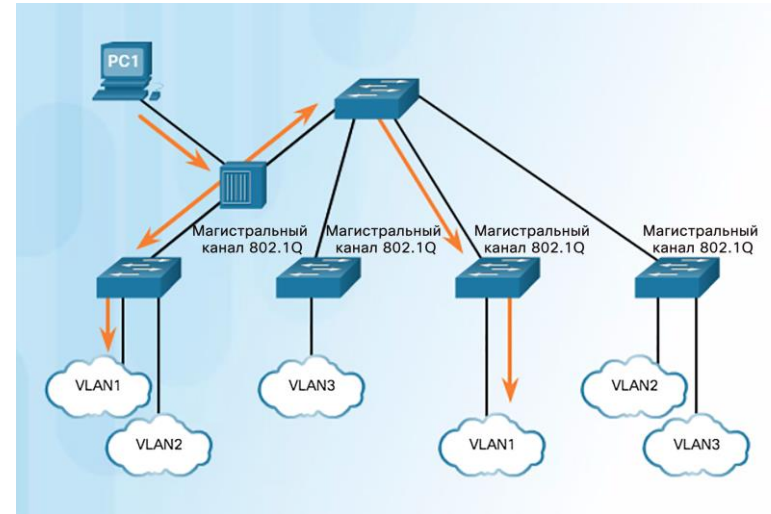 PC1
Магистральный
канал 802.1Q
Магистральный
канал 802.1Q
Магистральный
канал 802.1Q
Магистральный
канал 802.1Q
VLAN1
VLAN2
VLAN3
VLAN1
VLAN2
VLAN3